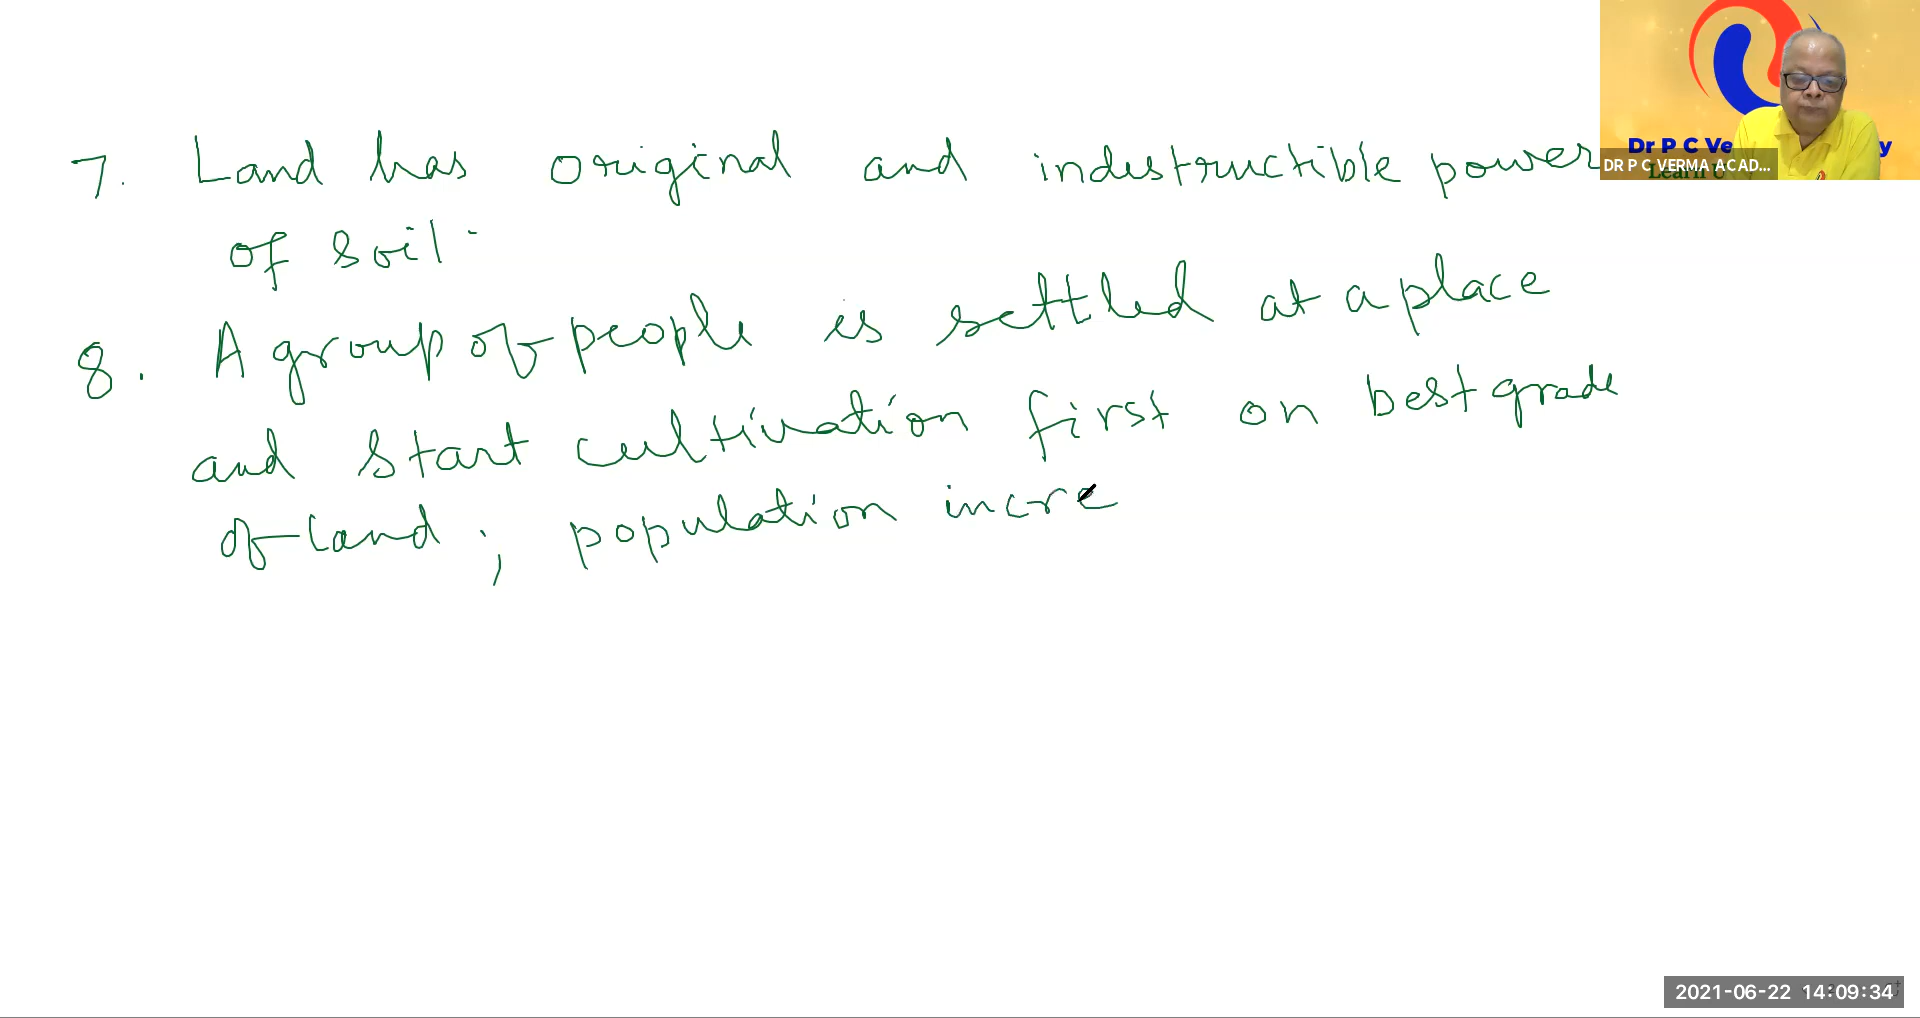 7. Land has original and indestructible power
of soil.
8. A group of people is settled at a place
and start cultivation first on best grade
of land ; population incre
Dr P C Ve
y
DR P C VERMA ACAD...
Learn U
2021-06-22 14:09:34